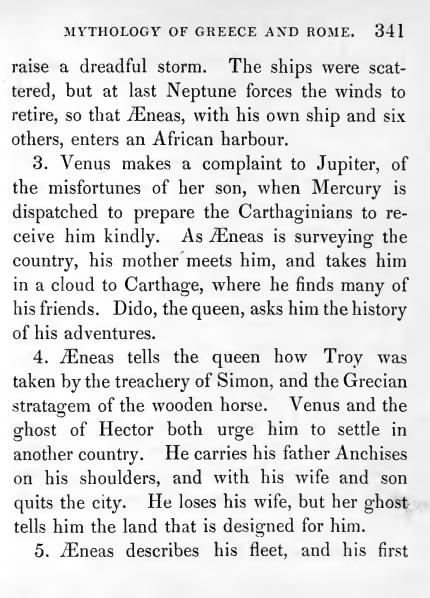 MYTHOLOGY OF GREECE AND ROME. 341
raise a dreadful storm. The ships were scat-
tered, but at last Neptune forces the winds to
retire, so that Æneas, with his own ship and six
others, enters an African harbour.
3. Venus makes a complaint to Jupiter, of
the misfortunes of her son, when Mercury is
dispatched to prepare the Carthaginians to re-
ceive him kindly. As Æneas is surveying the
country, his mother meets him, and takes him
in a cloud to Carthage, where he finds many of
his friends. Dido, the queen, asks him the history
of his adventures.
4. Æneas tells the queen how Troy was
taken by the treachery of Simon, and the Grecian
stratagem of the wooden horse. Venus and the
ghost of Hector both urge him to settle in
another country. He carries his father Anchises
on his shoulders, and with his wife and son
quits the city. He loses his wife, but her ghost
tells him the land that is designed for him.
5. Æneas describes his fleet, and his first